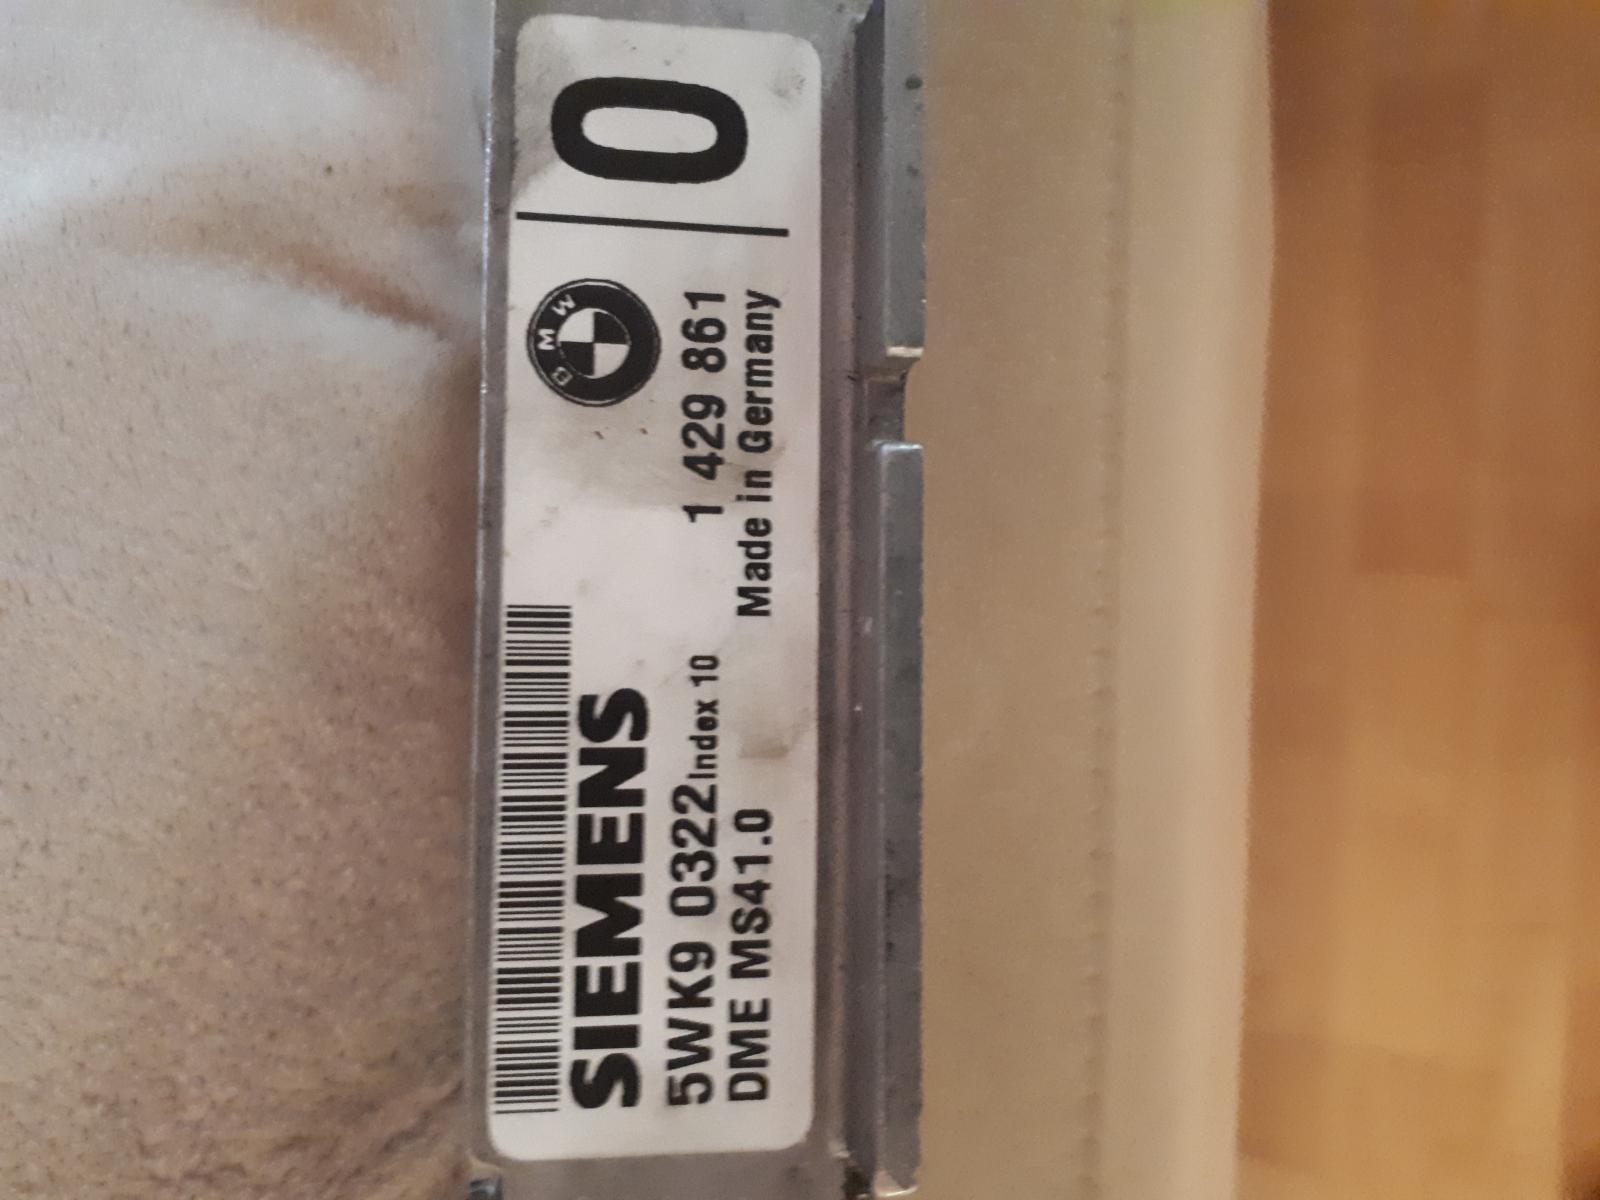 SIEMENS
5WK9 0322 Index 10
DME MS41.0
BMW
1 429 861
Made in Germany
0